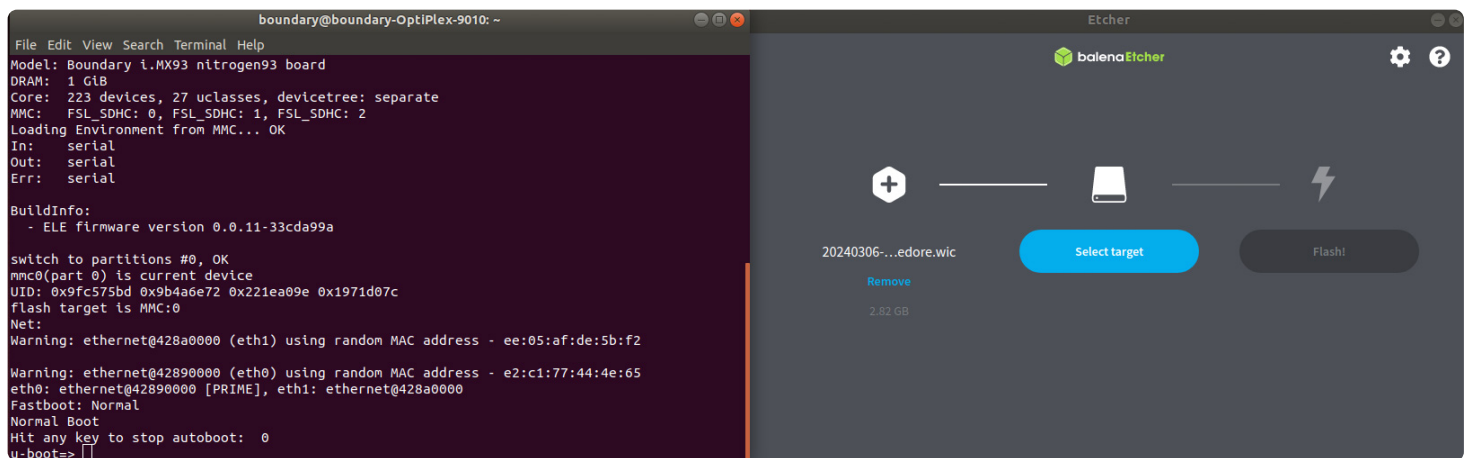 boundary@boundary-OptiPlex-9010: ~
File Edit View Search Terminal Help
Model: Boundary i.MX93 nitrogen93 board
DRAM:  1 GiB
Core:  223 devices, 27 uclasses, devicetree: separate
MMC:   FSL_SDHC: 0, FSL_SDHC: 1, FSL_SDHC: 2
Loading Environment from MMC... OK
In:    serial
Out:   serial
Err:   serial
BuildInfo:
  - ELE firmware version 0.0.11-33cda99a
switch to partitions #0, OK
mmc0(part 0) is current device
UID: 0x9fc575bd 0x9b4a6e72 0x221ea09e 0x1971d07c
flash target is MMC:0
Net:
Warning: ethernet@428a0000 (eth1) using random MAC address - ee:05:af:de:5b:f2
Warning: ethernet@42890000 (eth0) using random MAC address - e2:c1:77:44:4e:65
eth0: ethernet@42890000 [PRIME], eth1: ethernet@428a0000
Fastboot: Normal
Normal Boot
Hit any key to stop autoboot:  0
u-boot=>
Etcher
balenaEtcher
20240306-...edore.wic
Remove
2.82 GB
Select target
Flash!